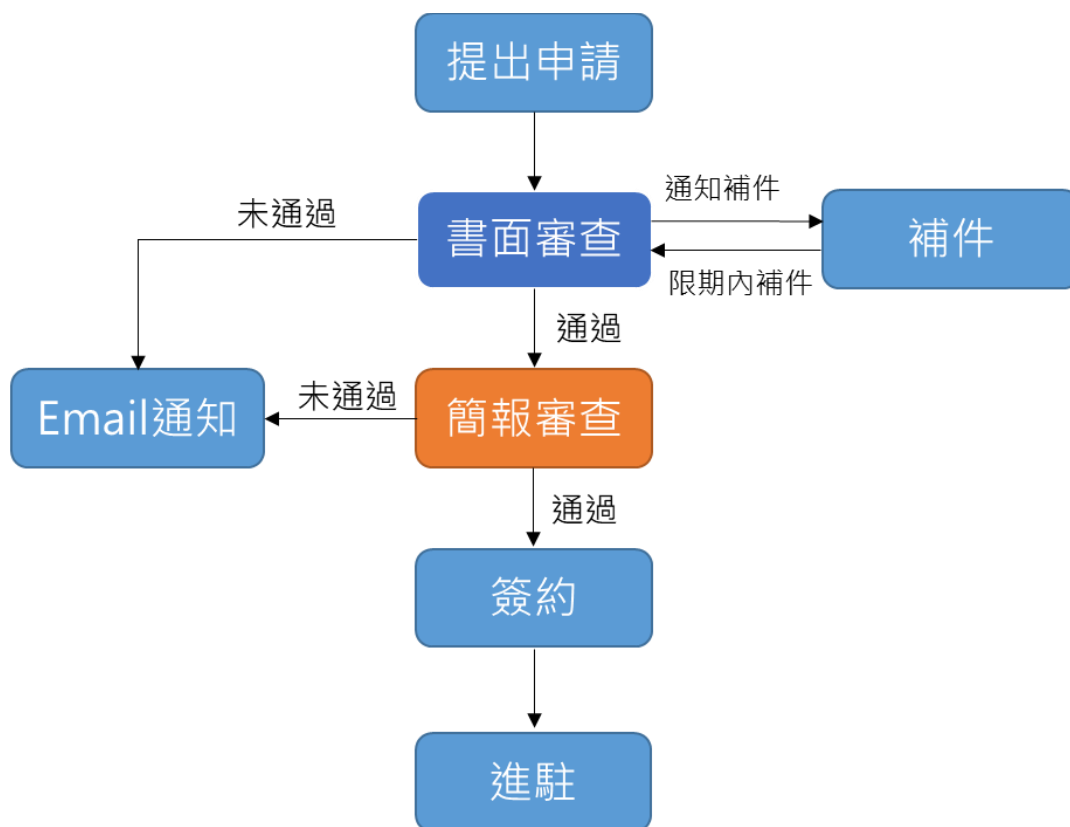 提出申請
通知補件
未通過
書面審查
補件
限期內補件
通過
Email通知
未通過
簡報審查
通過
簽約
進駐